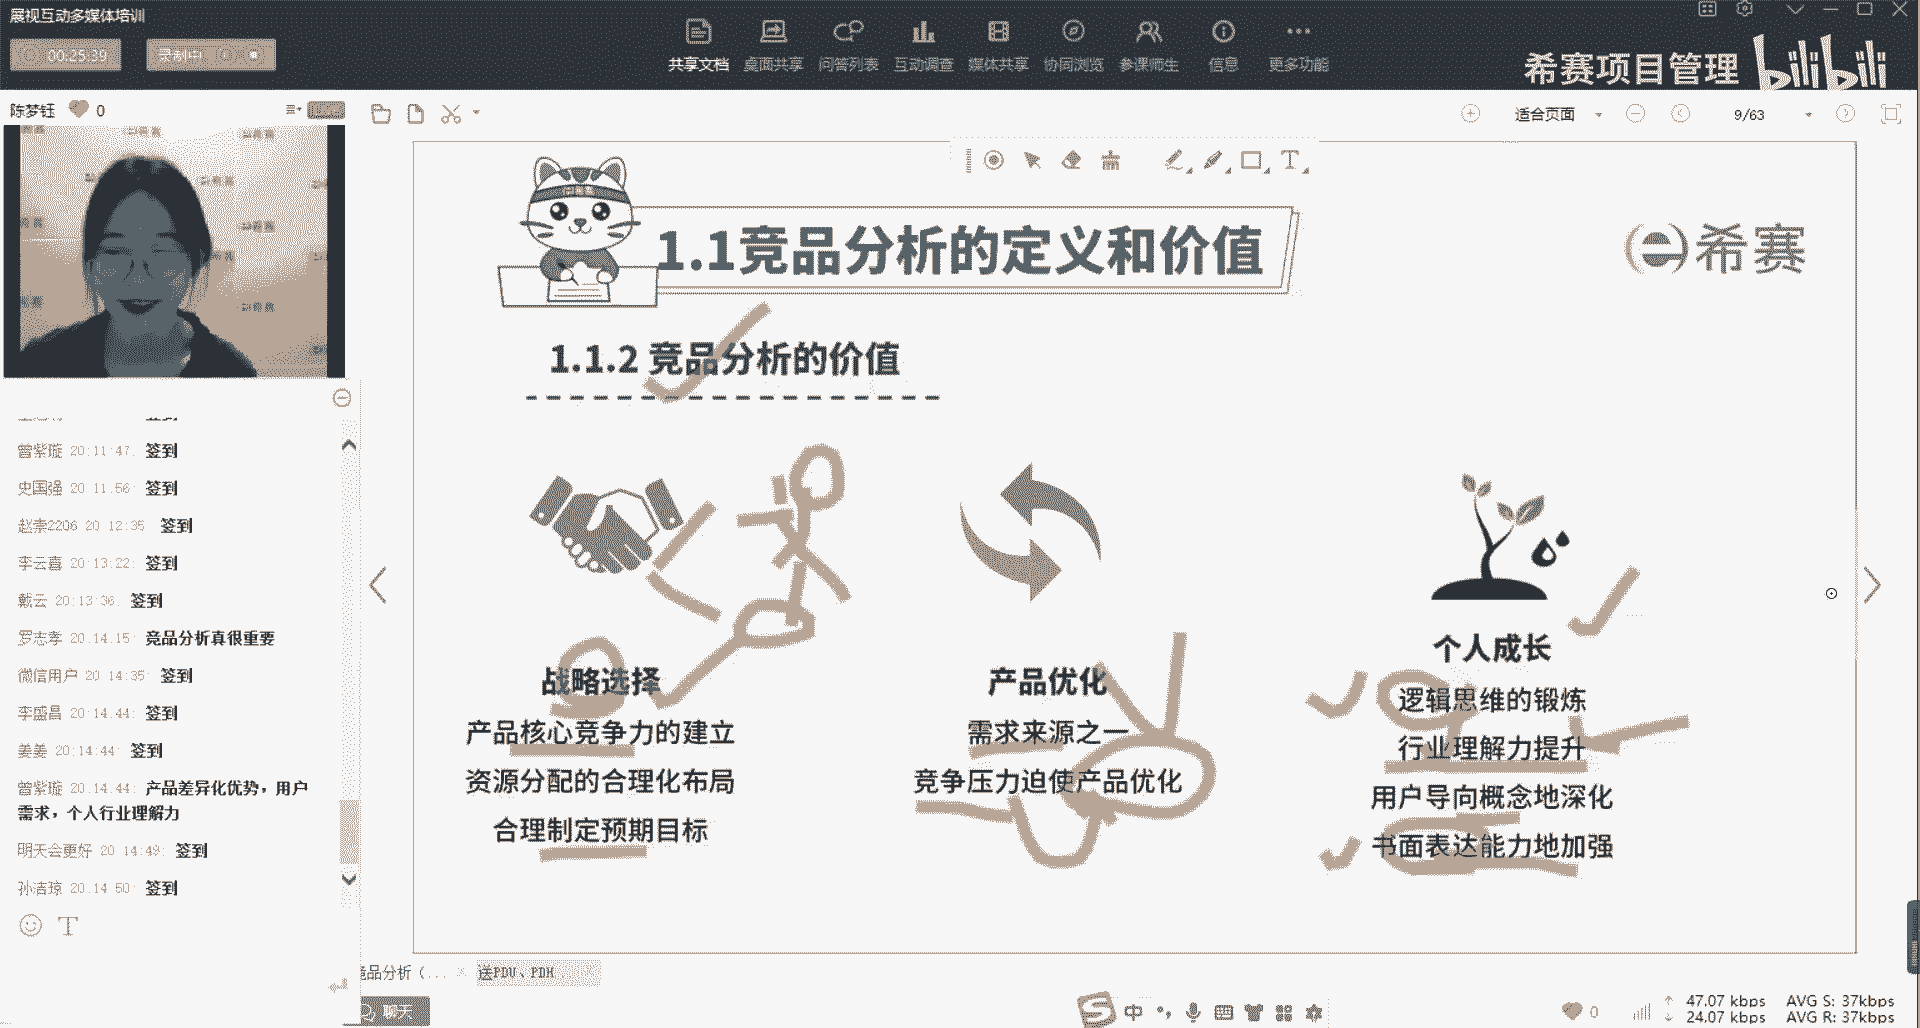 展视互动多媒体培训
00:25:39
录制中
共享文档
桌面共享
问答列表
互动调查
媒体共享
协同浏览
参课师生
信息
更多功能
希赛项目管理
bilibili
陈梦钰
0
适合页面
9/63
1.1竞品分析的定义和价值
希赛
1.1.2 竞品分析的价值
战略选择
产品核心竞争力的建立
资源分配的合理化布局
合理制定预期目标
产品优化
需求来源之一
竞争压力迫使产品优化
个人成长
逻辑思维的锻炼
行业理解力提升
用户导向概念地深化
书面表达能力地加强
曾紫璇 20:11:47 签到
史国强 20:11:56 签到
赵崇2206 20:12:35 签到
李云喜 20:13:22 签到
戴云 20:13:36 签到
罗志孝 20:14:15 竞品分析真很重要
微信用户 20:14:35 签到
李盛昌 20:14:44 签到
姜姜 20:14:44 签到
曾紫璇 20:14:44 产品差异化优势，用户
需求，个人行业理解力
明天会更好 20:14:49 签到
孙洁琼 20:14:50 签到
竞品分析（...
送PDU、PDH
聊天
中
0
47.07 kbps AVG S: 37kbps
24.07 kbps AVG R: 37kbps